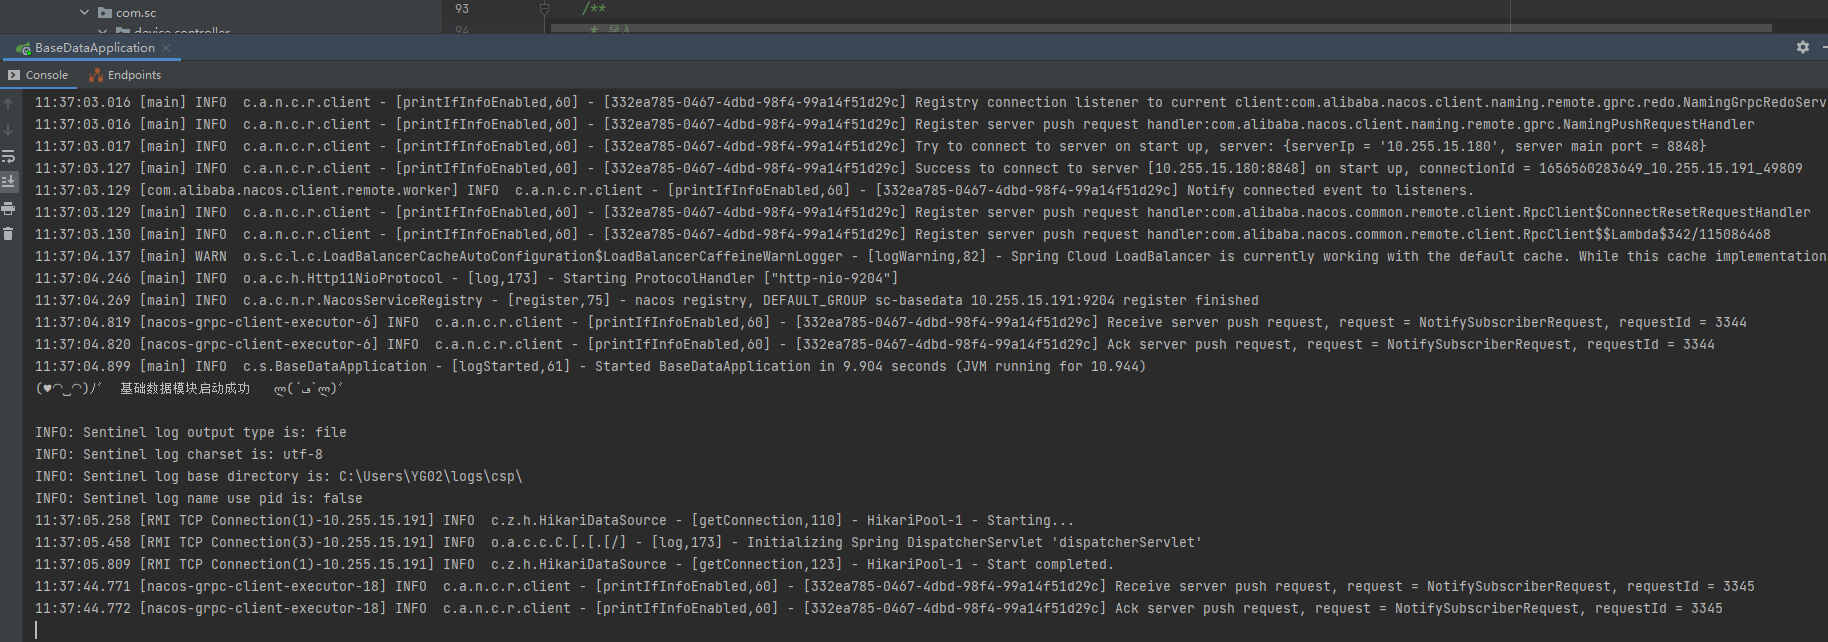 com.sc
device.controller
93 /**
94
BaseDataApplication
Console Endpoints
11:37:03.016 [main] INFO  c.a.n.c.r.client - [printIfInfoEnabled,60] - [332ea785-0467-4dbd-98f4-99a14f51d29c] Registry connection listener to current client:com.alibaba.nacos.client.naming.remote.gprc.redo.NamingGrpcRedoServ
11:37:03.016 [main] INFO  c.a.n.c.r.client - [printIfInfoEnabled,60] - [332ea785-0467-4dbd-98f4-99a14f51d29c] Register server push request handler:com.alibaba.nacos.client.naming.remote.gprc.NamingPushRequestHandler
11:37:03.017 [main] INFO  c.a.n.c.r.client - [printIfInfoEnabled,60] - [332ea785-0467-4dbd-98f4-99a14f51d29c] Try to connect to server on start up, server: {serverIp = '10.255.15.180', server main port = 8848}
11:37:03.127 [main] INFO  c.a.n.c.r.client - [printIfInfoEnabled,60] - [332ea785-0467-4dbd-98f4-99a14f51d29c] Success to connect to server [10.255.15.180:8848] on start up, connectionId = 1656560283649_10.255.15.191_49809
11:37:03.129 [com.alibaba.nacos.client.remote.worker] INFO  c.a.n.c.r.client - [printIfInfoEnabled,60] - [332ea785-0467-4dbd-98f4-99a14f51d29c] Notify connected event to listeners.
11:37:03.129 [main] INFO  c.a.n.c.r.client - [printIfInfoEnabled,60] - [332ea785-0467-4dbd-98f4-99a14f51d29c] Register server push request handler:com.alibaba.nacos.common.remote.client.RpcClient$ConnectResetRequestHandler
11:37:03.130 [main] INFO  c.a.n.c.r.client - [printIfInfoEnabled,60] - [332ea785-0467-4dbd-98f4-99a14f51d29c] Register server push request handler:com.alibaba.nacos.common.remote.client.RpcClient$$Lambda$342/115086468
11:37:04.137 [main] WARN  o.s.c.l.c.LoadBalancerCacheAutoConfiguration$LoadBalancerCaffeineWarnLogger - [logWarning,82] - Spring Cloud LoadBalancer is currently working with the default cache. While this cache implementation
11:37:04.246 [main] INFO  o.a.c.h.Http11NioProtocol - [log,173] - Starting ProtocolHandler ["http-nio-9204"]
11:37:04.269 [main] INFO  c.a.c.n.r.NacosServiceRegistry - [register,75] - nacos registry, DEFAULT_GROUP sc-basedata 10.255.15.191:9204 register finished
11:37:04.819 [nacos-grpc-client-executor-6] INFO  c.a.n.c.r.client - [printIfInfoEnabled,60] - [332ea785-0467-4dbd-98f4-99a14f51d29c] Receive server push request, request = NotifySubscriberRequest, requestId = 3344
11:37:04.820 [nacos-grpc-client-executor-6] INFO  c.a.n.c.r.client - [printIfInfoEnabled,60] - [332ea785-0467-4dbd-98f4-99a14f51d29c] Ack server push request, request = NotifySubscriberRequest, requestId = 3344
11:37:04.899 [main] INFO  c.s.BaseDataApplication - [logStarted,61] - Started BaseDataApplication in 9.904 seconds (JVM running for 10.944)
(♥◠‿◠)ﾉﾞ  基础数据模块启动成功   ლ(´ڡ`ლ)ﾞ
INFO: Sentinel log output type is: file
INFO: Sentinel log charset is: utf-8
INFO: Sentinel log base directory is: C:\Users\YG02\logs\csp\
INFO: Sentinel log name use pid is: false
11:37:05.258 [RMI TCP Connection(1)-10.255.15.191] INFO  c.z.h.HikariDataSource - [getConnection,110] - HikariPool-1 - Starting...
11:37:05.458 [RMI TCP Connection(3)-10.255.15.191] INFO  o.a.c.c.C.[.[.[/] - [log,173] - Initializing Spring DispatcherServlet 'dispatcherServlet'
11:37:05.809 [RMI TCP Connection(1)-10.255.15.191] INFO  c.z.h.HikariDataSource - [getConnection,123] - HikariPool-1 - Start completed.
11:37:44.771 [nacos-grpc-client-executor-18] INFO  c.a.n.c.r.client - [printIfInfoEnabled,60] - [332ea785-0467-4dbd-98f4-99a14f51d29c] Receive server push request, request = NotifySubscriberRequest, requestId = 3345
11:37:44.772 [nacos-grpc-client-executor-18] INFO  c.a.n.c.r.client - [printIfInfoEnabled,60] - [332ea785-0467-4dbd-98f4-99a14f51d29c] Ack server push request, request = NotifySubscriberRequest, requestId = 3345